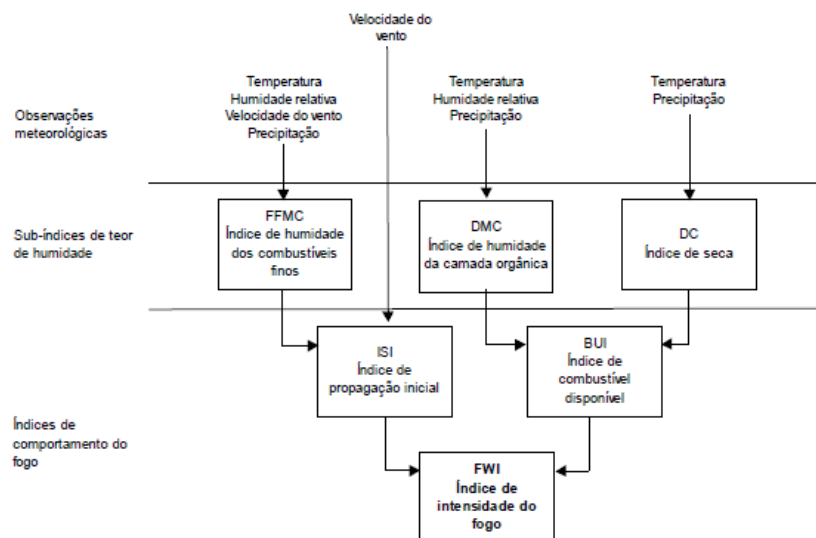 Velocidade do
vento
Temperatura
Humidade relativa
Velocidade do vento
Precipitação
Temperatura
Humidade relativa
Precipitação
Temperatura
Precipitação
Observações
meteorológicas
FFMC
Índice de humidade
dos combustíveis
finos
DMC
Índice de humidade
da camada orgânica
DC
Índice de seca
Sub-índices de teor
de humidade
ISI
Índice de
propagação inicial
BUI
Índice de
combustível
disponível
Índices de
comportamento do
fogo
FWI
Índice de
intensidade do
fogo